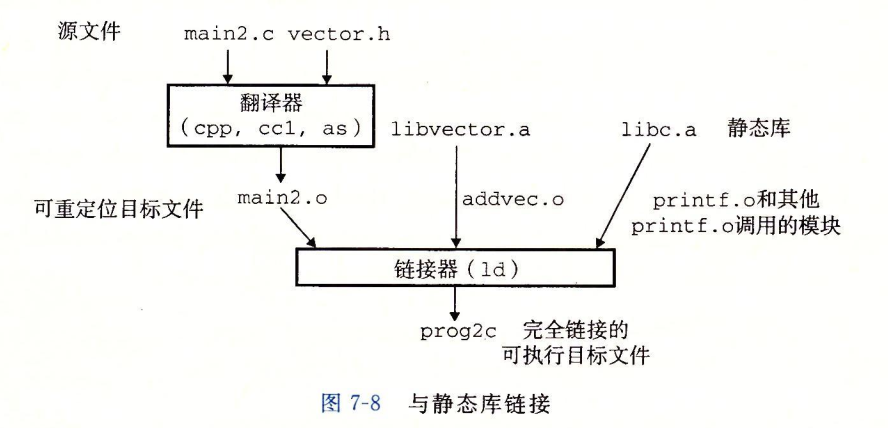 源文件 main2.c vector.h
翻译器
(cpp, cc1, as)
libvector.a
libc.a 静态库
可重定位目标文件 main2.o
addvec.o
printf.o和其他
printf.o调用的模块
链接器(ld)
prog2c 完全链接的
可执行目标文件
图 7-8 与静态库链接